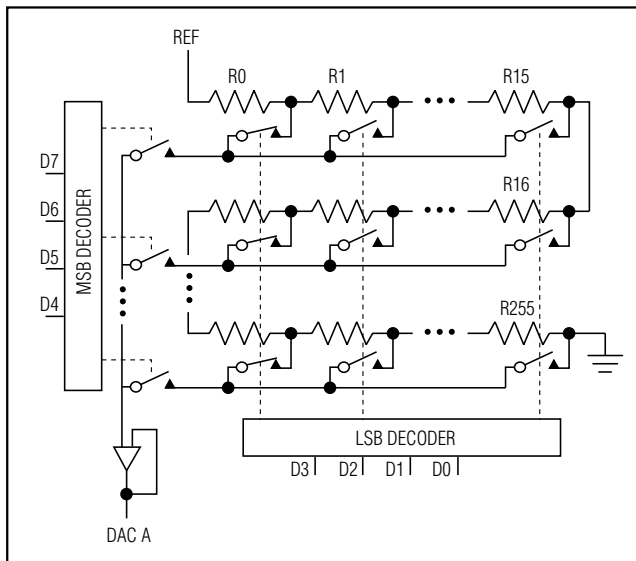 REF
R0 R1 R15
D7
D6
D5
D4
MSB DECODER
R16
R255
LSB DECODER
D3 D2 D1 D0
DAC A